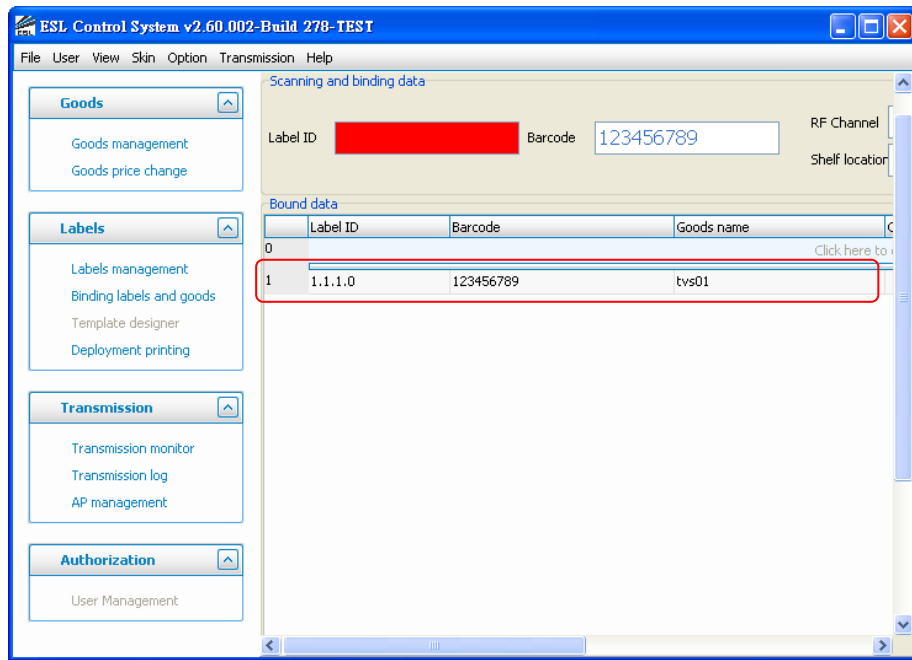 ESL Control System v2.60.002-Build 278-TEST
File User View Skin Option Transmission Help
Goods
Goods management
Goods price change
Labels
Labels management
Binding labels and goods
Template designer
Deployment printing
Transmission
Transmission monitor
Transmission log
AP management
Authorization
User Management
Scanning and binding data
Label ID
Barcode 123456789
RF Channel
Shelf location
Bound data
Label ID Barcode Goods name
0 Click here to
1 1.1.1.0 123456789 tvs01